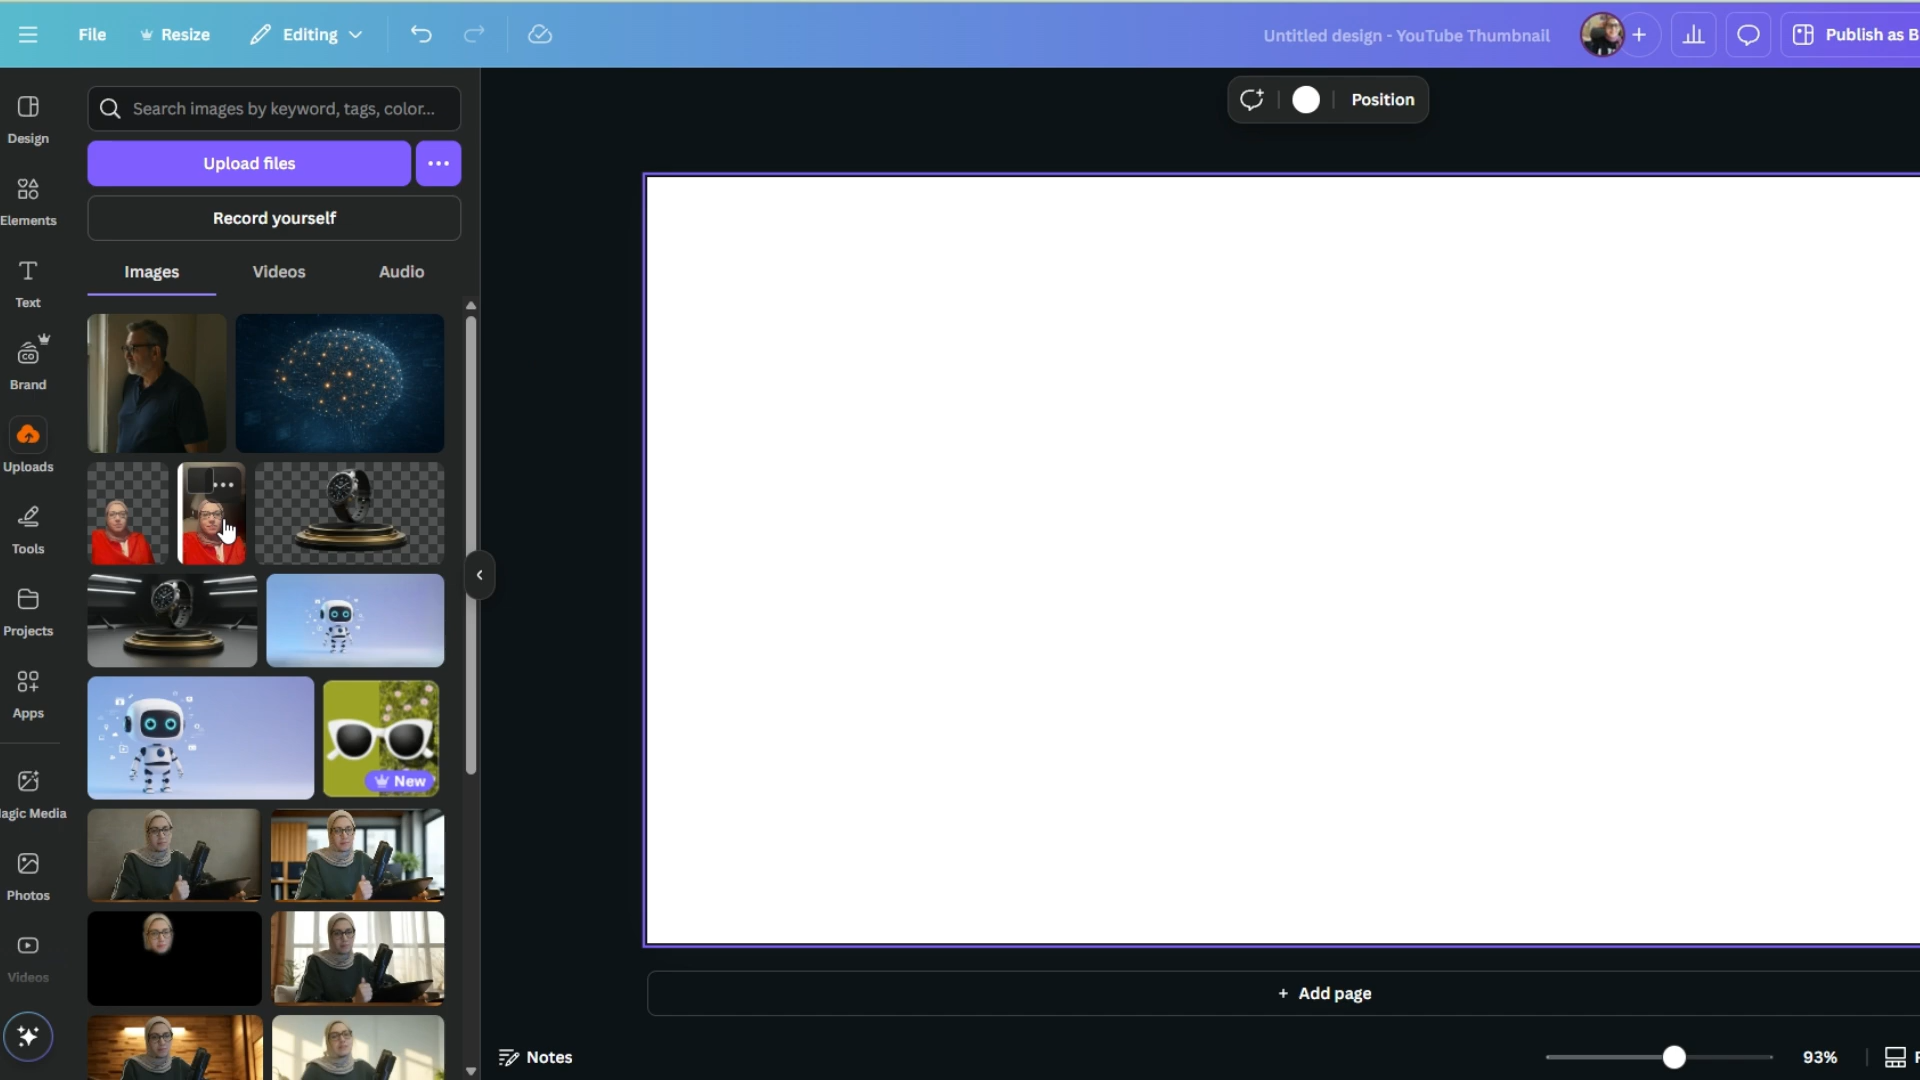 File
Resize
Editing
Untitled design - YouTube Thumbnail
Publish as B
Design
Elements
Text
Brand
Uploads
Tools
Projects
Apps
agic Media
Photos
Videos
Search images by keyword, tags, color...
Upload files
Record yourself
Images
Videos
Audio
New
Position
+ Add page
Notes
93%